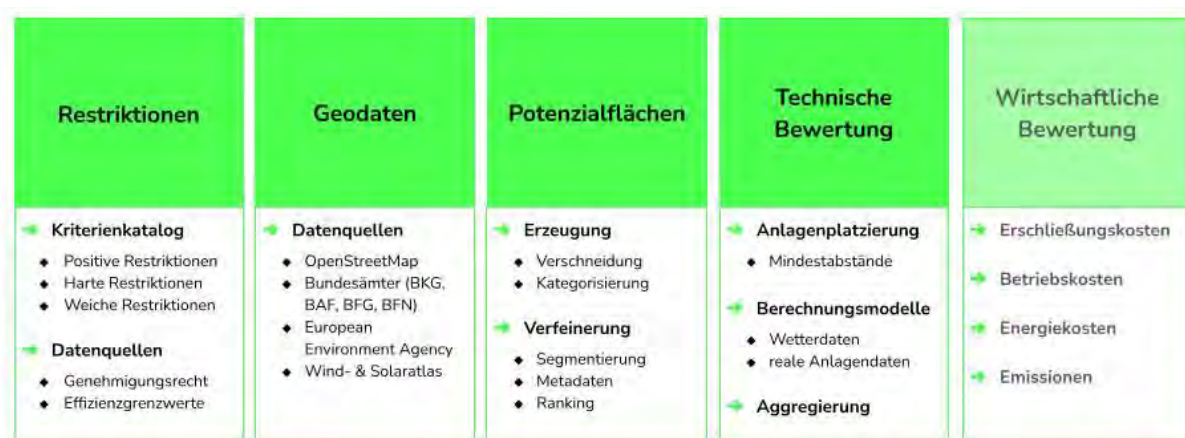 Restriktionen
Kriterienkatalog
Positive Restriktionen
Harte Restriktionen
Weiche Restriktionen
Datenquellen
Genehmigungsrecht
Effizienzgrenzwerte
Geodaten
Datenquellen
OpenStreetMap
Bundesämter (BKG,
BAF, BFG, BFN)
European
Environment Agency
Wind- & Solaratlas
Potenzialflächen
Erzeugung
Verschneidung
Kategorisierung
Verfeinerung
Segmentierung
Metadaten
Ranking
Technische
Bewertung
Anlagenplatzierung
Mindestabstände
Berechnungsmodelle
Wetterdaten
reale Anlagendaten
Aggregierung
Wirtschaftliche
Bewertung
Erschließungskosten
Betriebskosten
Energiekosten
Emissionen